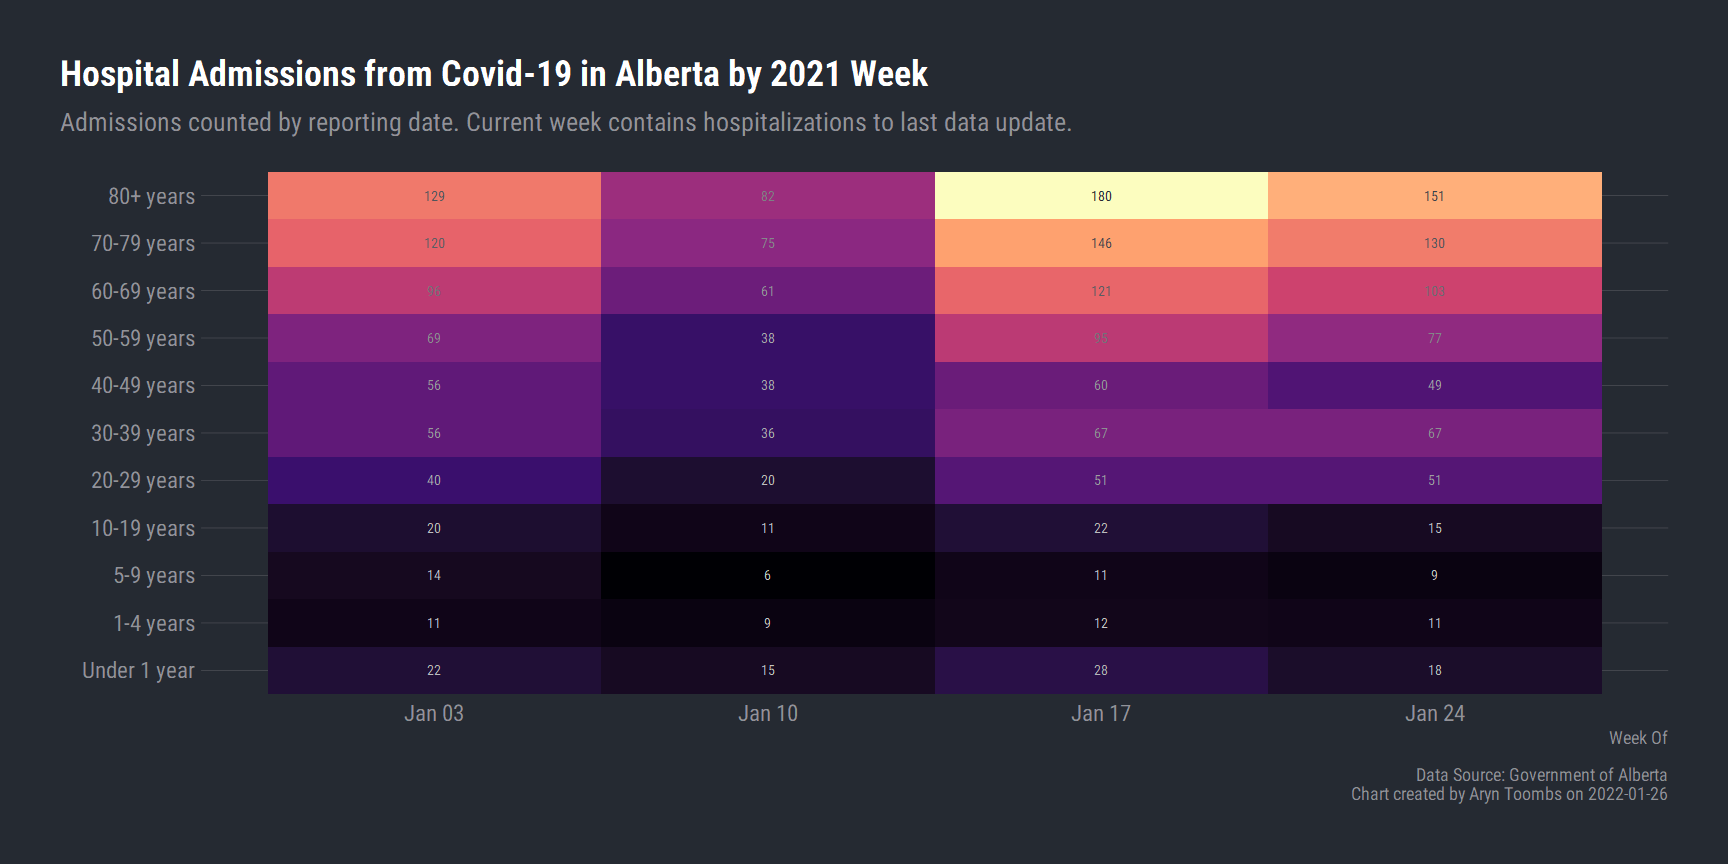 Hospital Admissions from Covid-19 in Alberta by 2021 Week
Admissions counted by reporting date. Current week contains hospitalizations to last data update.
80+ years 129 82 180 151
70-79 years 120 75 146 130
60-69 years 96 61 121 103
50-59 years 69 38 95 77
40-49 years 56 38 60 49
30-39 years 56 36 67 67
20-29 years 40 20 51 51
10-19 years 20 11 22 15
5-9 years 14 6 11 9
1-4 years 11 9 12 11
Under 1 year 22 15 28 18
Jan 03 Jan 10 Jan 17 Jan 24
Week Of
Data Source: Government of Alberta
Chart created by Aryn Toombs on 2022-01-26